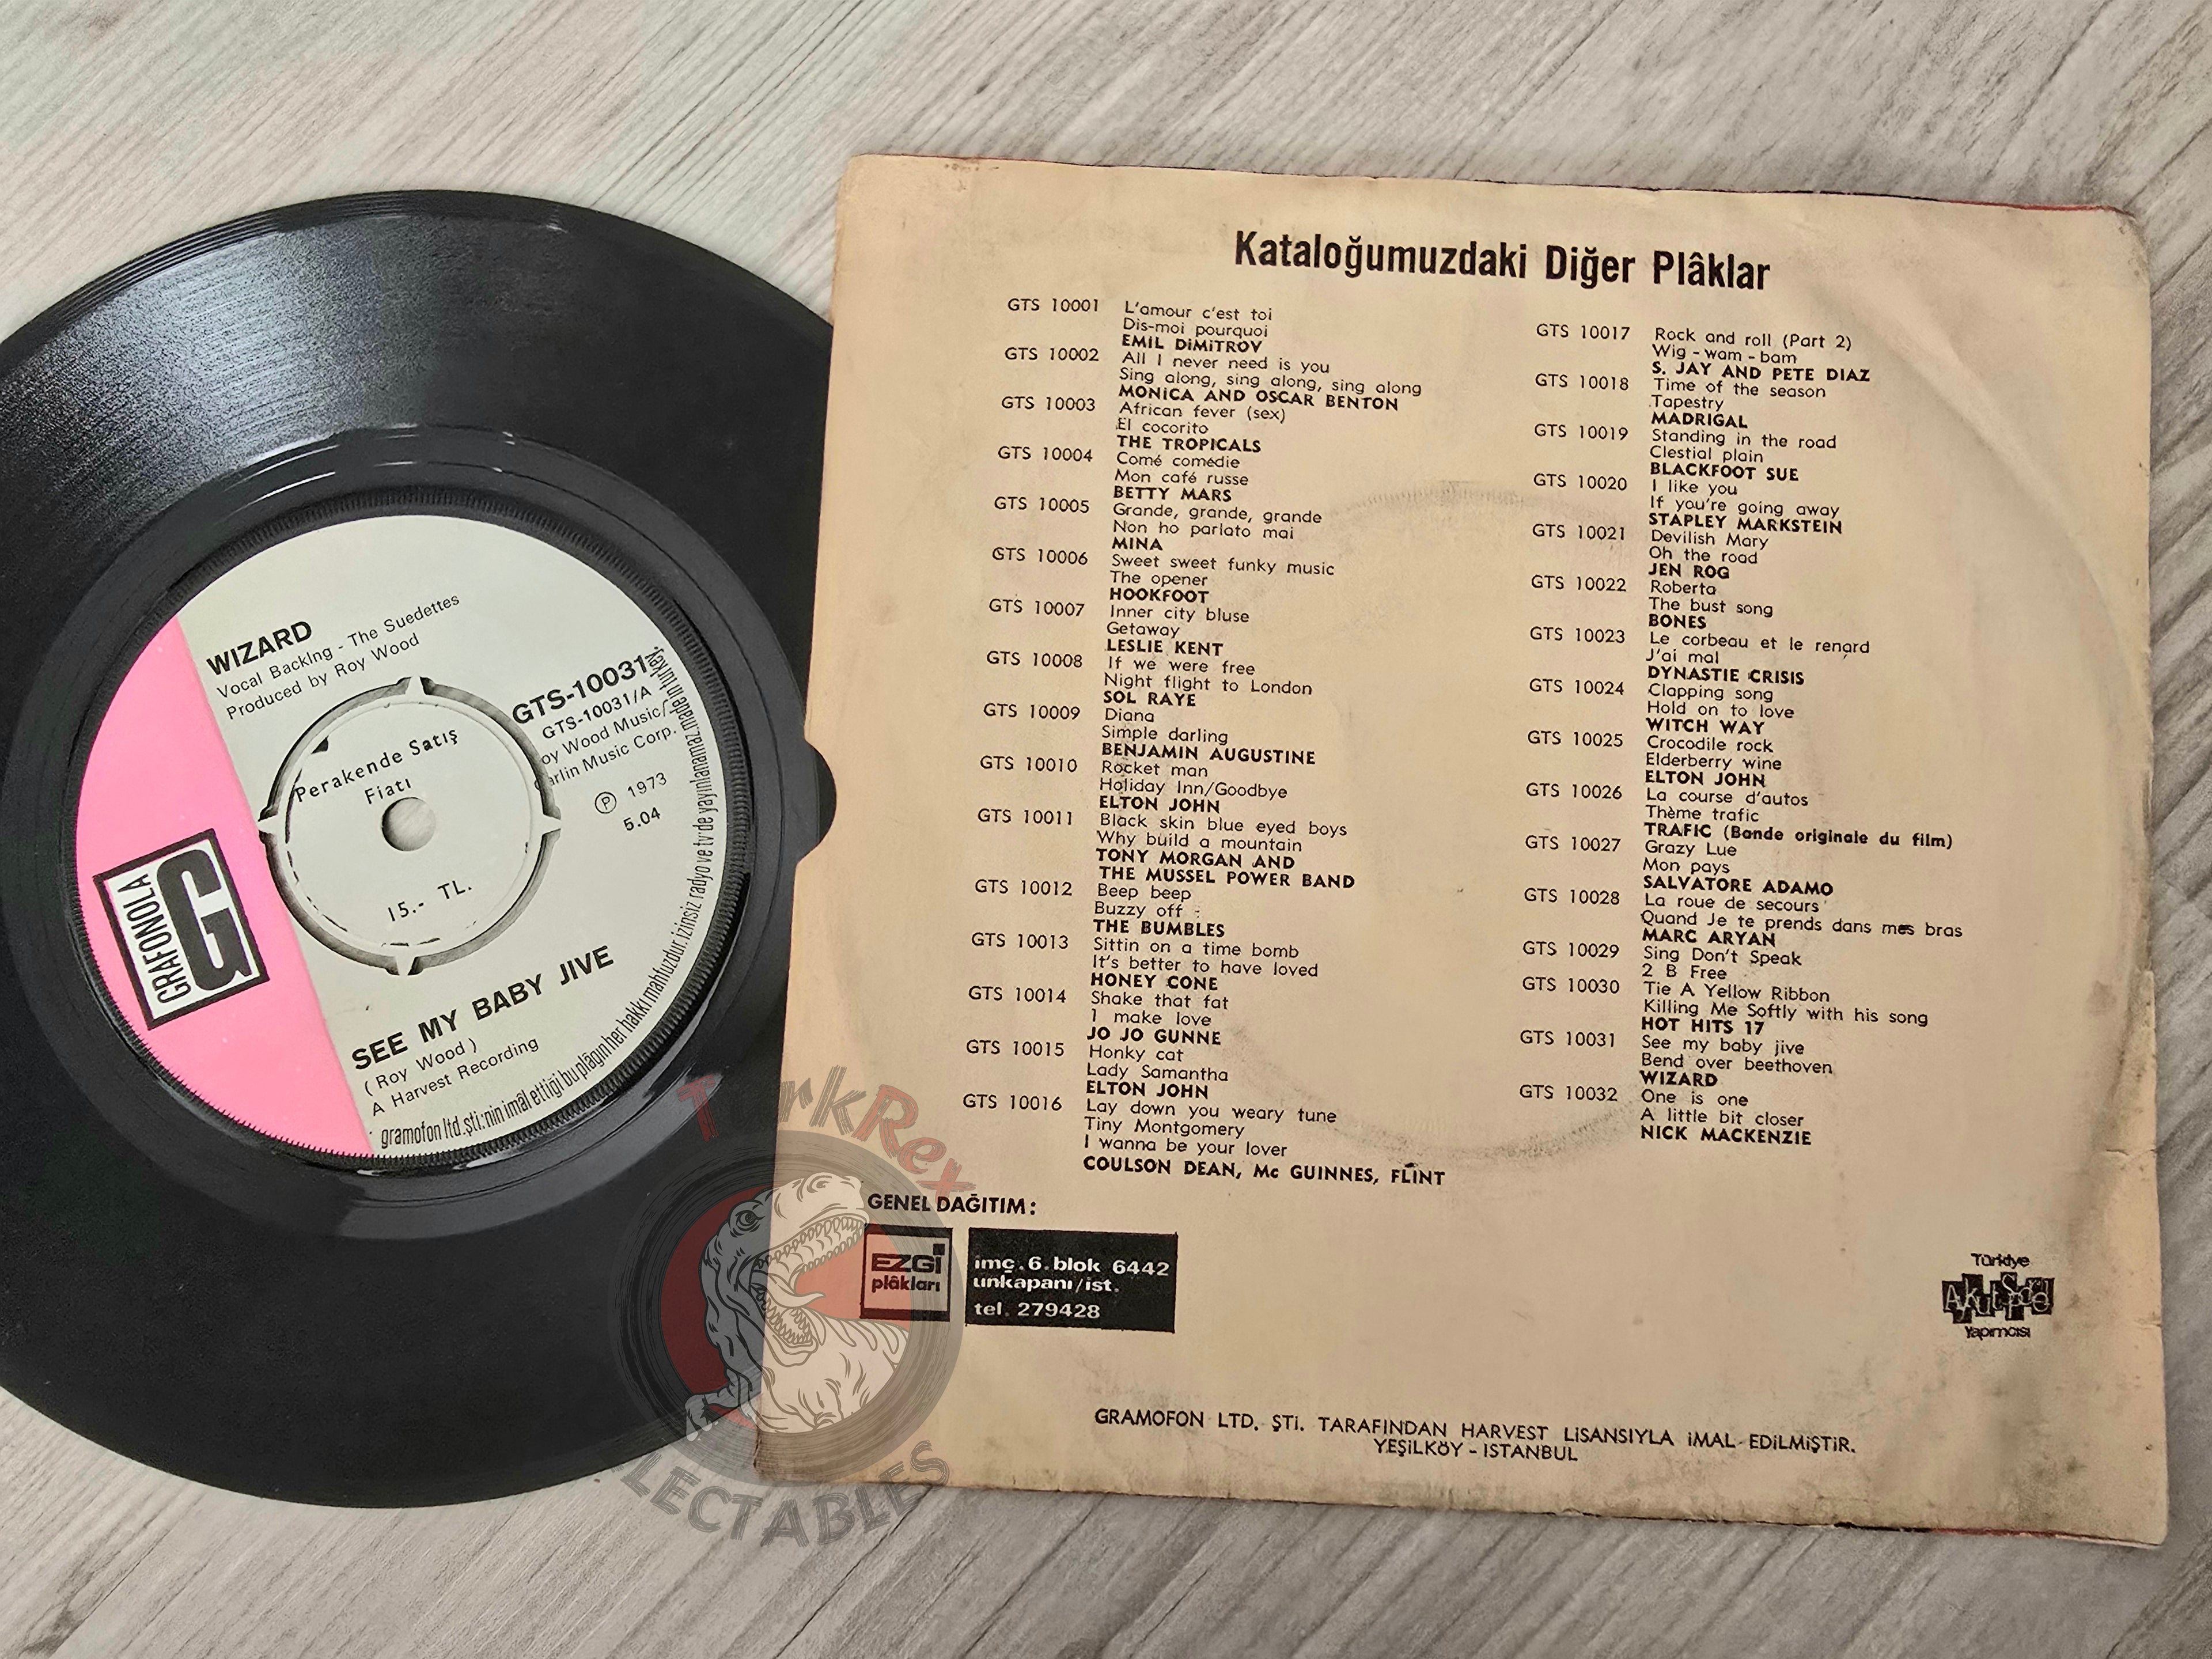 WIZARD
Vocal Backing - The Suedettes
Produced by Roy Wood
GTS-10031
GTS-10031/A
oy Wood Music/
arlin Music Corp.
℗ 1973
5.04
Perakende Satış
Fiatı
15.- TL.
GRAFONOLA
G
SEE MY BABY JIVE
( Roy Wood )
A Harvest Recording
gramofon ltd.şti.'nin imâl ettiği bu plâgın her hakkı mahfuzdur. izinsiz radyo ve tv'de yayınlanamaz. made in turkey.
Kataloğumuzdaki Diğer Plâklar
GTS 10001 L'amour c'est toi
Dis-moi pourquoi
EMIL DiMiTROV
GTS 10002 All I never need is you
Sing along, sing along, sing along
MONiCA AND OSCAR BENTON
GTS 10003 African fever (sex)
El cocorito
THE TROPICALS
GTS 10004 Comé comédie
Mon café russe
BETTY MARS
GTS 10005 Grande, grande, grande
Non ho parlato mai
MINA
GTS 10006 Sweet sweet funky music
The opener
HOOKFOOT
GTS 10007 Inner city bluse
Getaway
LESLIE KENT
GTS 10008 If we were free
Night flight to London
SOL RAYE
GTS 10009 Diana
Simple darling
BENJAMIN AUGUSTINE
GTS 10010 Rocket man
Holiday Inn/Goodbye
ELTON JOHN
GTS 10011 Black skin blue eyed boys
Why build a mountain
TONY MORGAN AND
THE MUSSEL POWER BAND
GTS 10012 Beep beep
Buzzy off
THE BUMBLES
GTS 10013 Sittin on a time bomb
It's better to have loved
HONEY CONE
GTS 10014 Shake that fat
1 make love
JO JO GUNNE
GTS 10015 Honky cat
Lady Samantha
ELTON JOHN
GTS 10016 Lay down you weary tune
Tiny Montgomery
I wanna be your lover
COULSON DEAN, Mc GUINNES, FLİNT
GTS 10017 Rock and roll (Part 2)
Wig - wam - bam
S. JAY AND PETE DIAZ
GTS 10018 Time of the season
Tapestry
MADRIGAL
GTS 10019 Standing in the road
Clestial plain
BLACKFOOT SUE
GTS 10020 I like you
If you're going away
STAPLEY MARKSTEIN
GTS 10021 Devilish Mary
Oh the road
JEN ROG
GTS 10022 Roberta
The bust song
BONES
GTS 10023 Le corbeau et le renard
J'ai mal
DYNASTIE CRISIS
GTS 10024 Clapping song
Hold on to love
WITCH WAY
GTS 10025 Crocodile rock
Elderberry wine
ELTON JOHN
GTS 10026 La course d'autos
Thème trafic
TRAFIC (Bande originale du film)
GTS 10027 Grazy Lue
Mon pays
SALVATORE ADAMO
GTS 10028 La roue de secours
Quand Je te prends dans mes bras
MARC ARYAN
GTS 10029 Sing Don't Speak
2 B Free
GTS 10030 Tie A Yellow Ribbon
Killing Me Softly with his song
HOT HITS 17
GTS 10031 See my baby jive
Bend over beethoven
WIZARD
GTS 10032 One is one
A little bit closer
NICK MACKENZIE
GENEL DAĞITIM :
EZGi
plâkları
imç.6.blok 6442
unkapanı/ist.
tel. 279428
Türkiye
Yapımcısı
GRAMOFON LTD. ŞTİ. TARAFINDAN HARVEST LİSANSIYLA İMAL EDİLMİŞTİR.
YEŞİLKÖY - ISTANBUL
TurkRex
LECTABLES